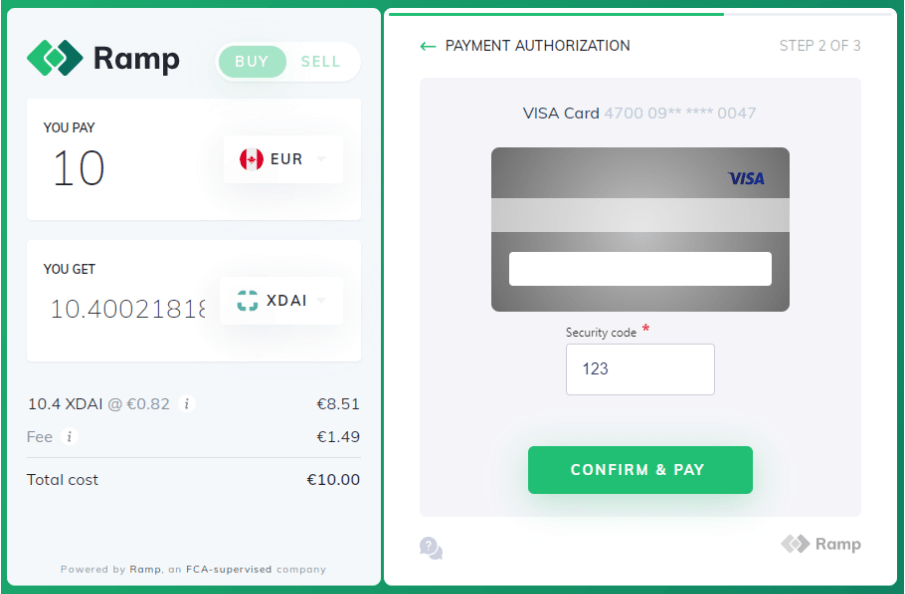 Ramp
BUY SELL
YOU PAY
10
EUR
YOU GET
10.40021818
XDAI
10.4 XDAI @ €0.82 i €8.51
Fee i €1.49
Total cost €10.00
Powered by Ramp, an FCA-supervised company
← PAYMENT AUTHORIZATION STEP 2 OF 3
VISA Card 4700 09** **** 0047
VISA
Security code *
123
CONFIRM & PAY
?
Ramp